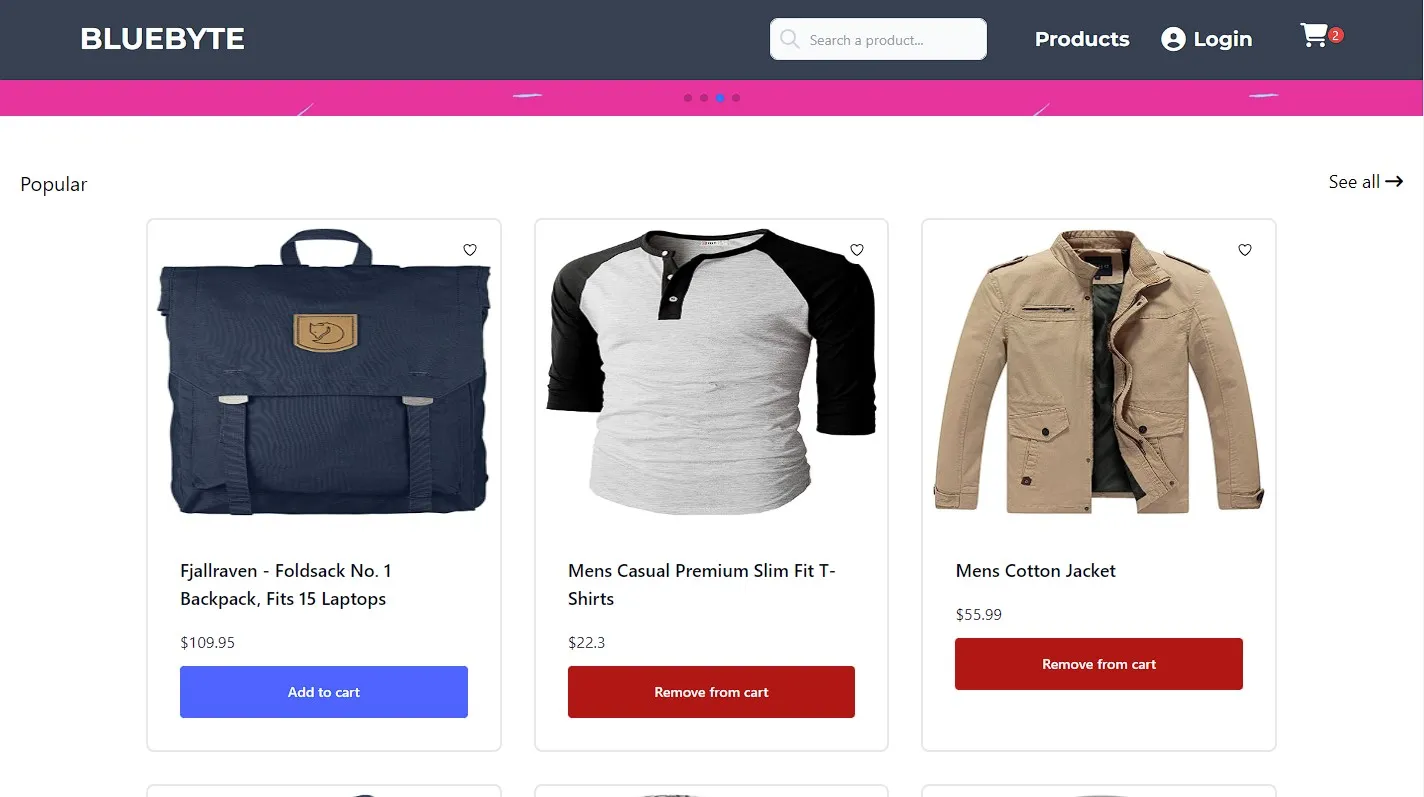 BLUEBYTE
Search a product...
Products
Login
2
Popular
See all
Fjallraven - Foldsack No. 1
Backpack, Fits 15 Laptops
$109.95
Add to cart
Mens Casual Premium Slim Fit T-
Shirts
$22.3
Remove from cart
Mens Cotton Jacket
$55.99
Remove from cart